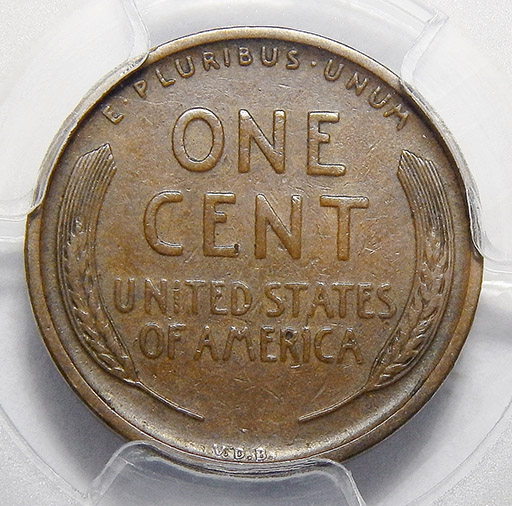 E·PLURIBUS·UNUM
ONE
CENT
UNITED STATES
OF AMERICA
V.D.B.